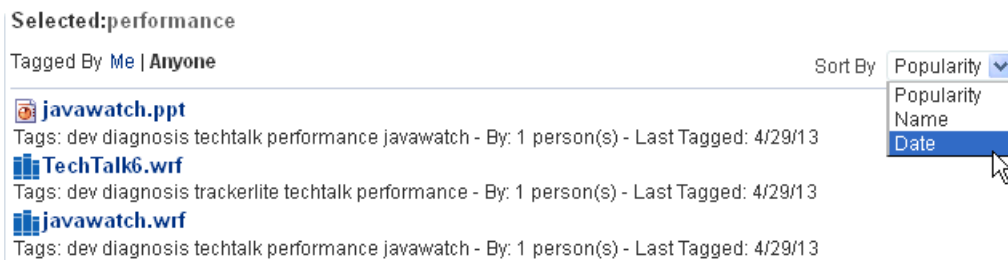 Selected:performance
Tagged By Me | Anyone
Sort By Popularity
Popularity
Name
Date
javawatch.ppt
Tags: dev diagnosis techtalk performance javawatch - By: 1 person(s) - Last Tagged: 4/29/13
TechTalk6.wrf
Tags: dev diagnosis trackerlite techtalk performance - By: 1 person(s) - Last Tagged: 4/29/13
javawatch.wrf
Tags: dev diagnosis techtalk performance javawatch - By: 1 person(s) - Last Tagged: 4/29/13